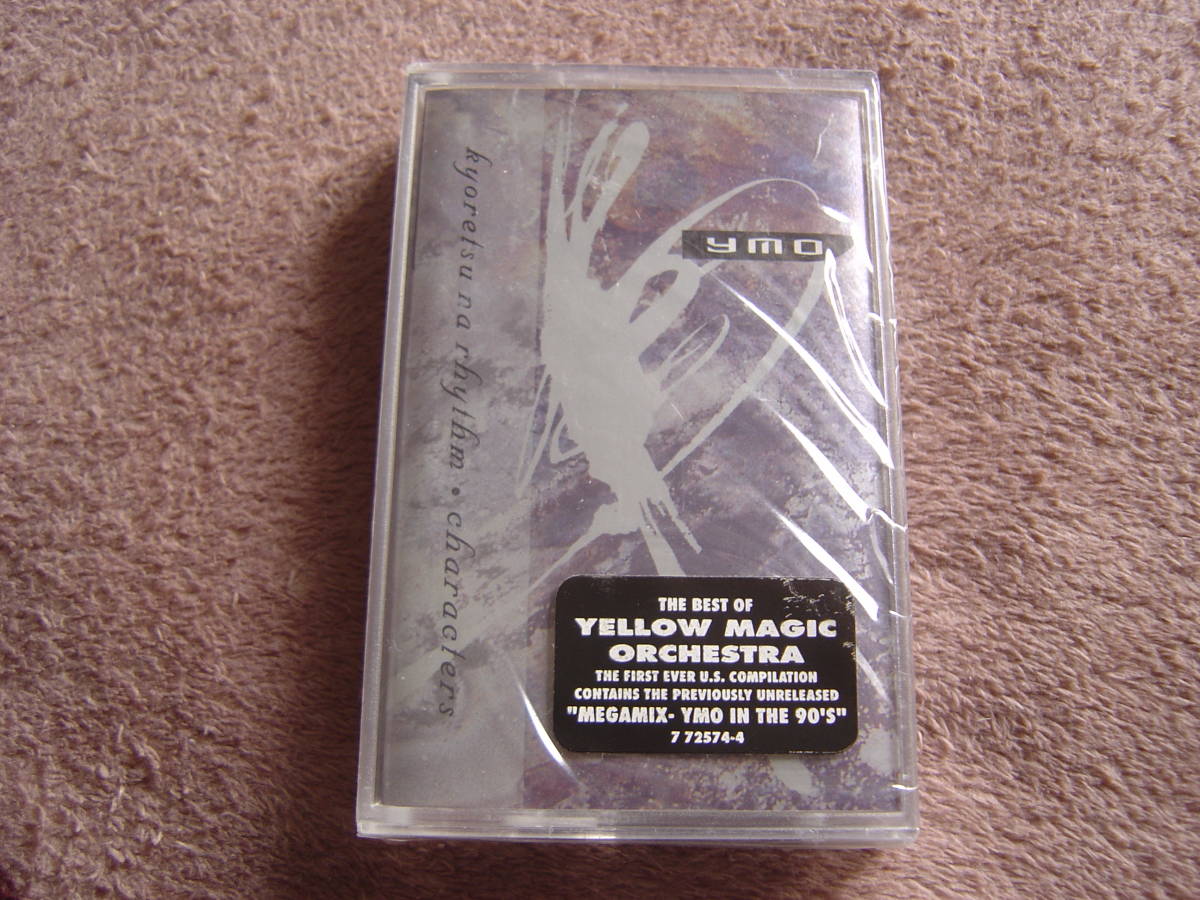 kyoretsu na rhythm • characters
ymo
THE BEST OF
YELLOW MAGIC
ORCHESTRA
THE FIRST EVER U.S. COMPILATION
CONTAINS THE PREVIOUSLY UNRELEASED
"MEGAMIX- YMO IN THE 90'S"
7 72574-4